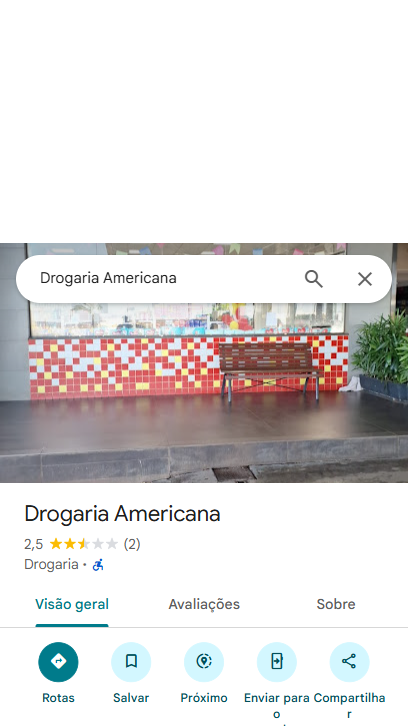 Drogaria Americana
Drogaria Americana
2,5 (2)
Drogaria ·
Visão geral Avaliações Sobre
Rotas Salvar Próximo Enviar para o Compartilhar